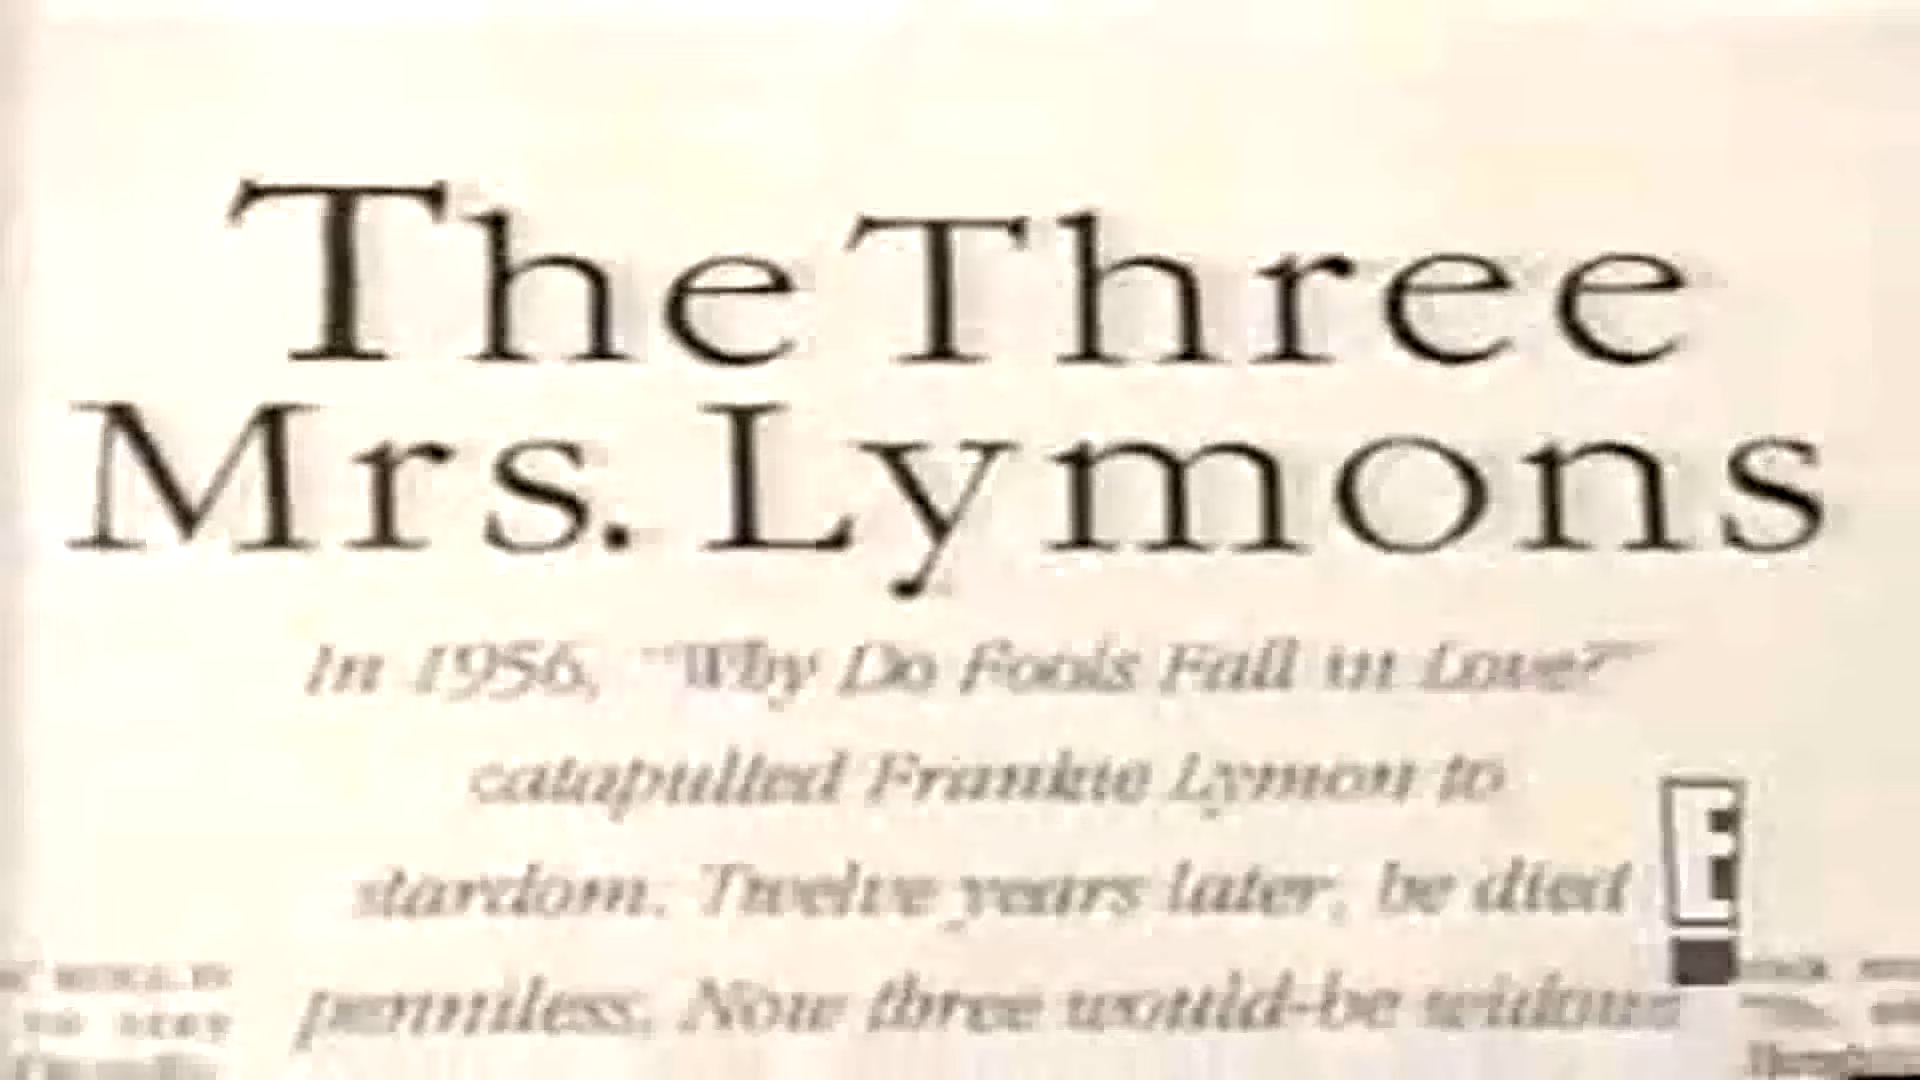 The Three
Mrs. Lymons
In 1956, "Why Do Fools Fall in Love?"
catapulted Frankie Lymon to
stardom. Twelve years later, he died
penniless. Now three would-be widows
E